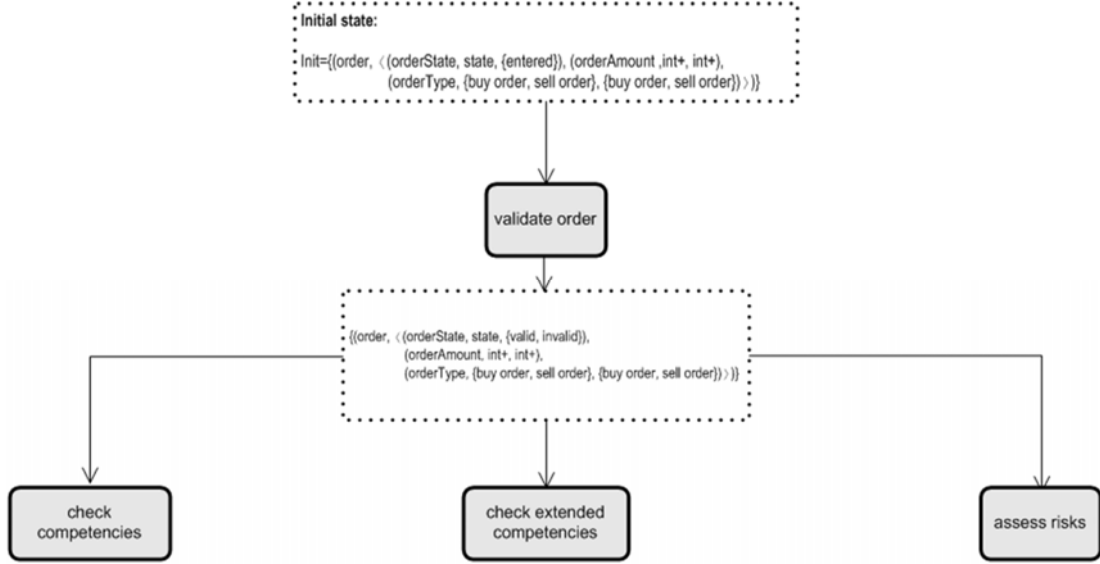 Initial state:
Init={(order, 〈(orderState, state, {entered}), (orderAmount ,int+, int+),
(orderType, {buy order, sell order}, {buy order, sell order})〉)}
validate order
{(order, 〈(orderState, state, {valid, invalid}),
(orderAmount, int+, int+),
(orderType, {buy order, sell order}, {buy order, sell order})〉)}
check
competencies
check extended
competencies
assess risks